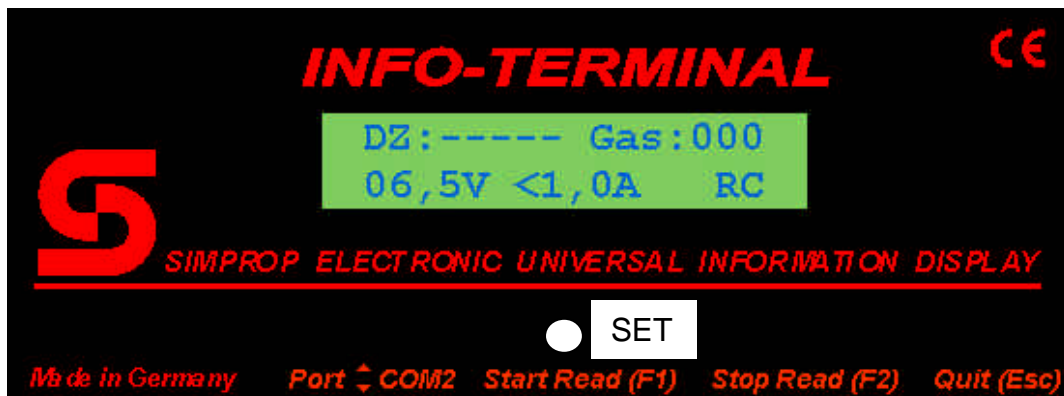 CE
INFO-TERMINAL
DZ:----- Gas:000
06,5V <1,0A RC
SIMPROP ELECTRONIC UNIVERSAL INFORMATION DISPLAY
SET
Made in Germany Port COM2 Start Read (F1) Stop Read (F2) Quit (Esc)